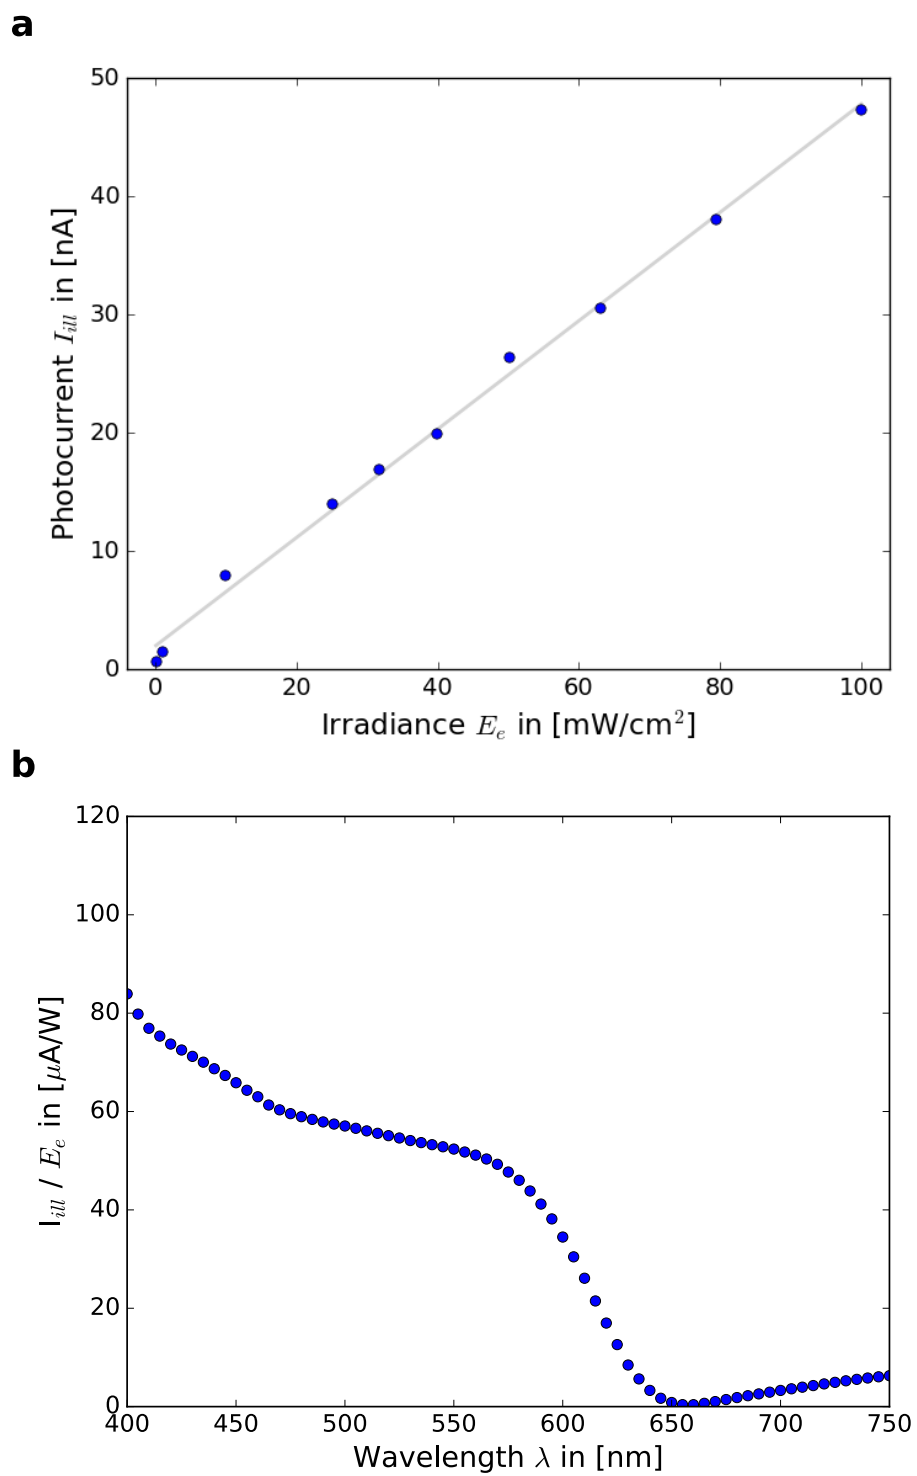 a
50
40
30
20
10
0
Photocurrent I_ill in [nA]
0 20 40 60 80 100
Irradiance E_e in [mW/cm²]
b
120
100
80
60
40
20
0
I_ill / E_e in [μA/W]
400 450 500 550 600 650 700 750
Wavelength λ in [nm]